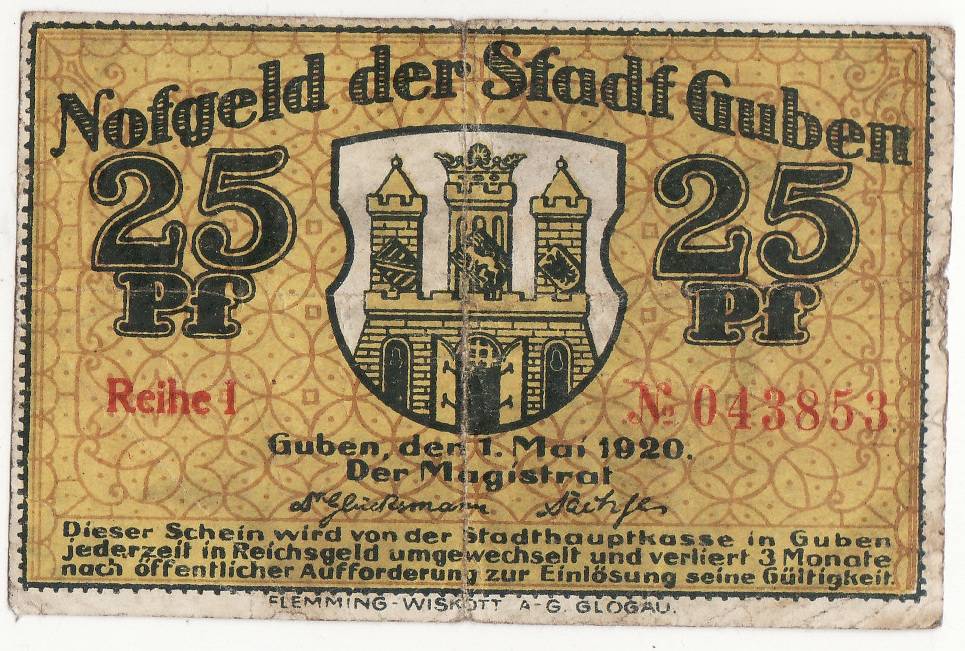 Notgeld der Stadt Guben
25 Pf
25 Pf
Reihe I
№ 043853
Guben, den 1. Mai 1920.
Der Magistrat
Dr Glücksmann
Dieser Schein wird von der Stadthauptkasse in Guben
jederzeit in Reichsgeld umgewechselt und verliert 3 Monate
nach öffentlicher Aufforderung zur Einlösung seine Gültigkeit.
FLEMMING-WISKOTT A-G. GLOGAU.